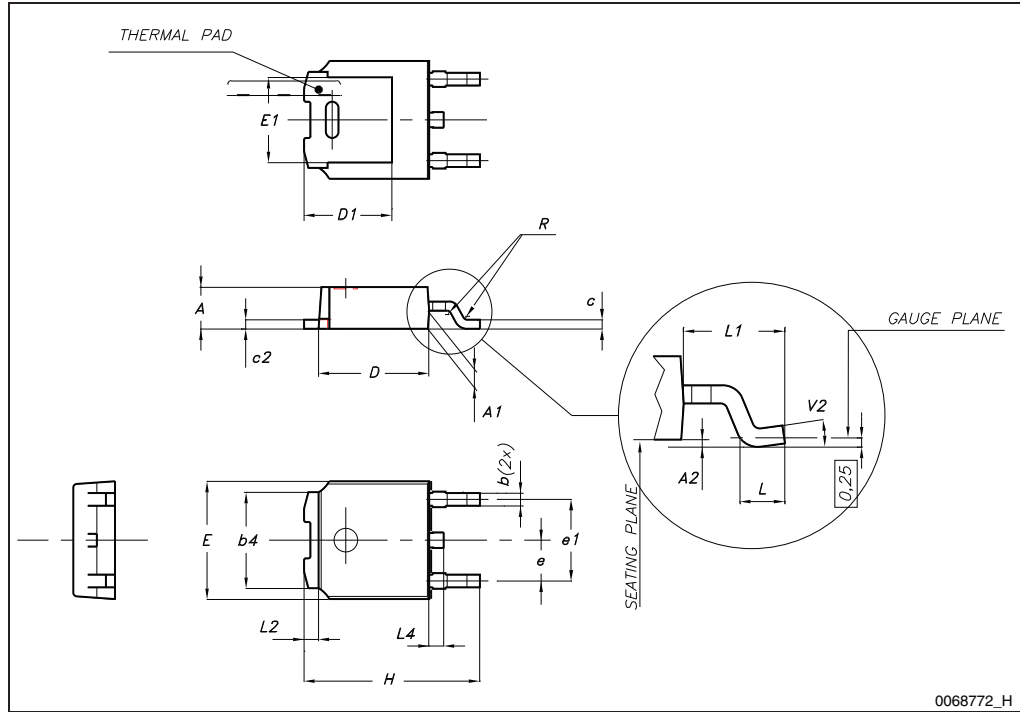 THERMAL PAD
E1
D1
R
A
c2
D
A1
c
L1
GAUGE PLANE
V2
A2
L
0,25
SEATING PLANE
b(2x)
E
b4
e
e1
L2
L4
H
0068772_H